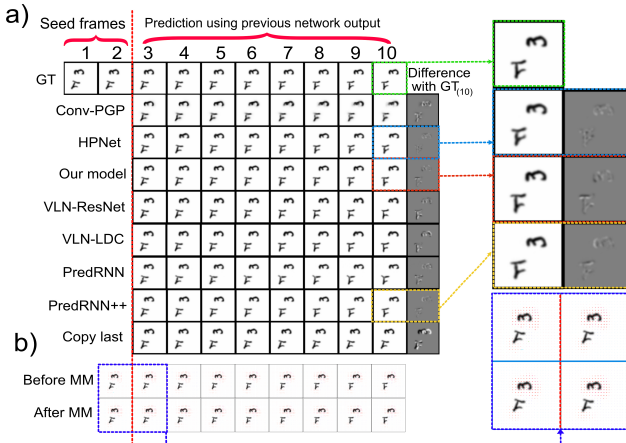 a)
Seed frames
Prediction using previous network output
1 2 3 4 5 6 7 8 9 10
GT
Difference with GT(10)
Conv-PGP
HPNet
Our model
VLN-ResNet
VLN-LDC
PredRNN
PredRNN++
Copy last
b)
Before MM
After MM